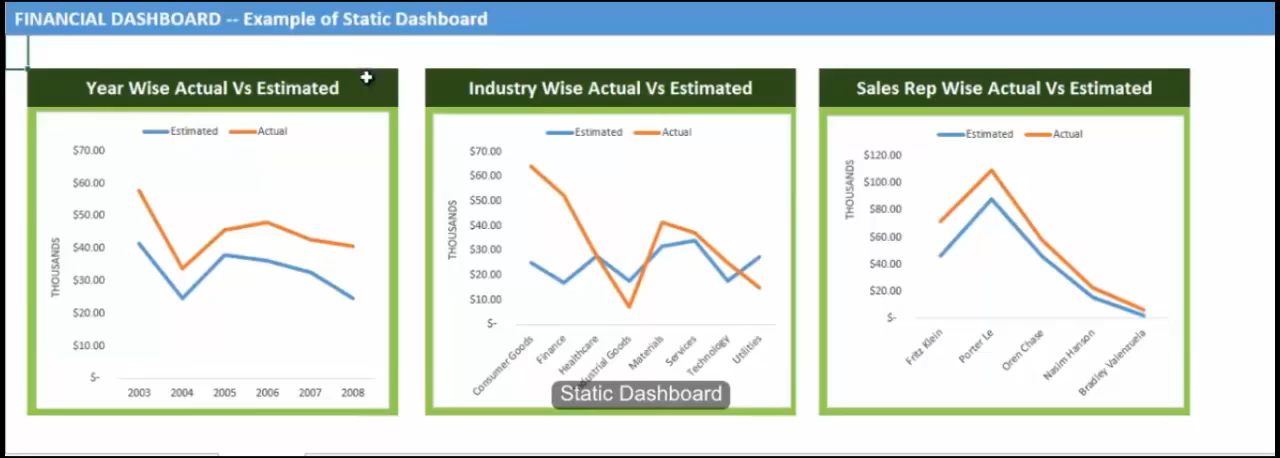 FINANCIAL DASHBOARD -- Example of Static Dashboard
Year Wise Actual Vs Estimated
Estimated Actual
$70.00
$60.00
$50.00
$40.00
$30.00
$20.00
$10.00
$-
THOUSANDS
2003 2004 2005 2006 2007 2008
Industry Wise Actual Vs Estimated
Estimated Actual
$70.00
$60.00
$50.00
$40.00
$30.00
$20.00
$10.00
$-
THOUSANDS
Consumer Goods
Finance
Healthcare
Goods
Materials
Services
Technology
Utilities
Static Dashboard
Sales Rep Wise Actual Vs Estimated
Estimated Actual
$120.00
$100.00
$80.00
$60.00
$40.00
$20.00
$-
THOUSANDS
Fritz Klein
Porter Le
Oren Chase
Nasim Hanson
Bradley Valenzuela